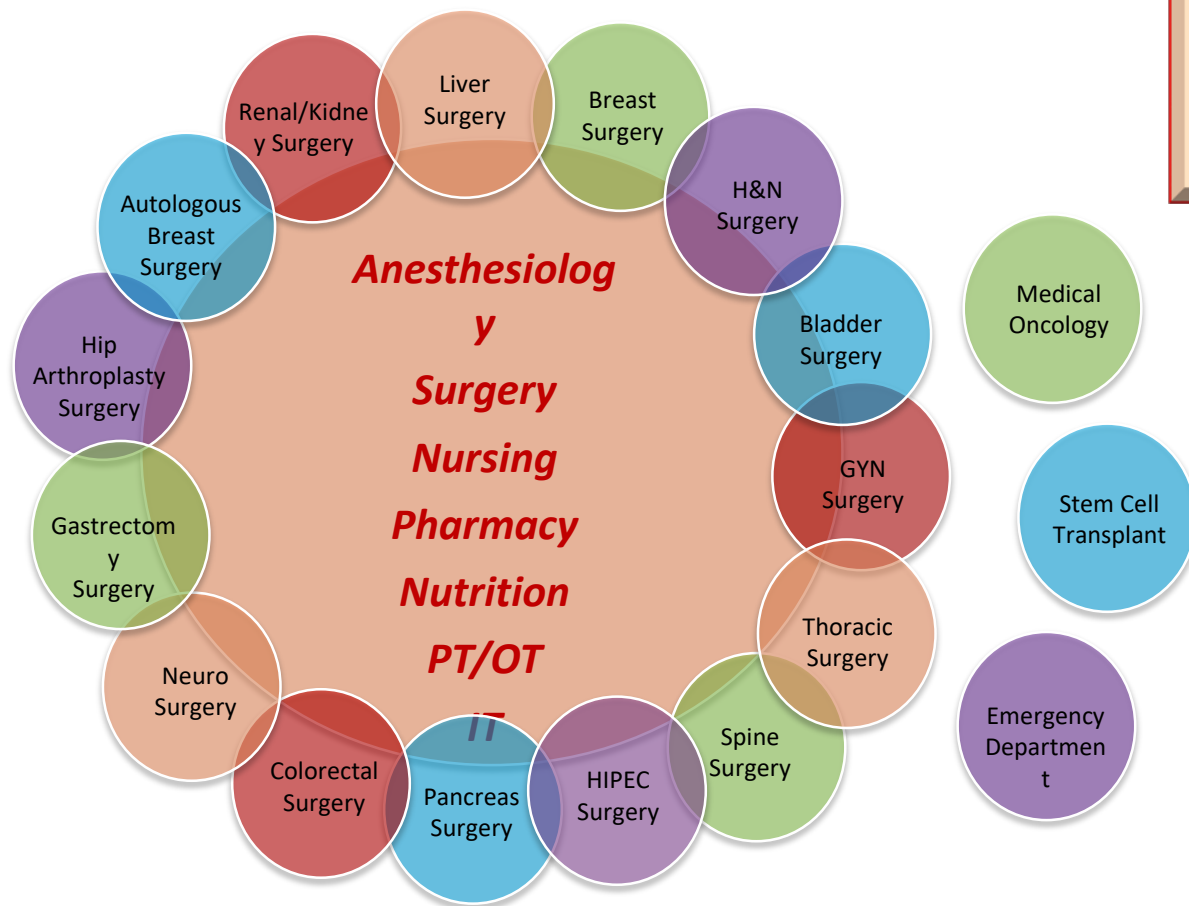 Liver
Surgery
Breast
Surgery
H&N
Surgery
Bladder
Surgery
GYN
Surgery
Thoracic
Surgery
Spine
Surgery
HIPEC
Surgery
Pancreas
Surgery
Colorectal
Surgery
Neuro
Surgery
Gastrectom
y
Surgery
Hip
Arthroplasty
Surgery
Autologous
Breast
Surgery
Renal/Kidne
y Surgery
Anesthesiolog
y
Surgery
Nursing
Pharmacy
Nutrition
PT/OT
IT
Medical
Oncology
Stem Cell
Transplant
Emergency
Departmen
t